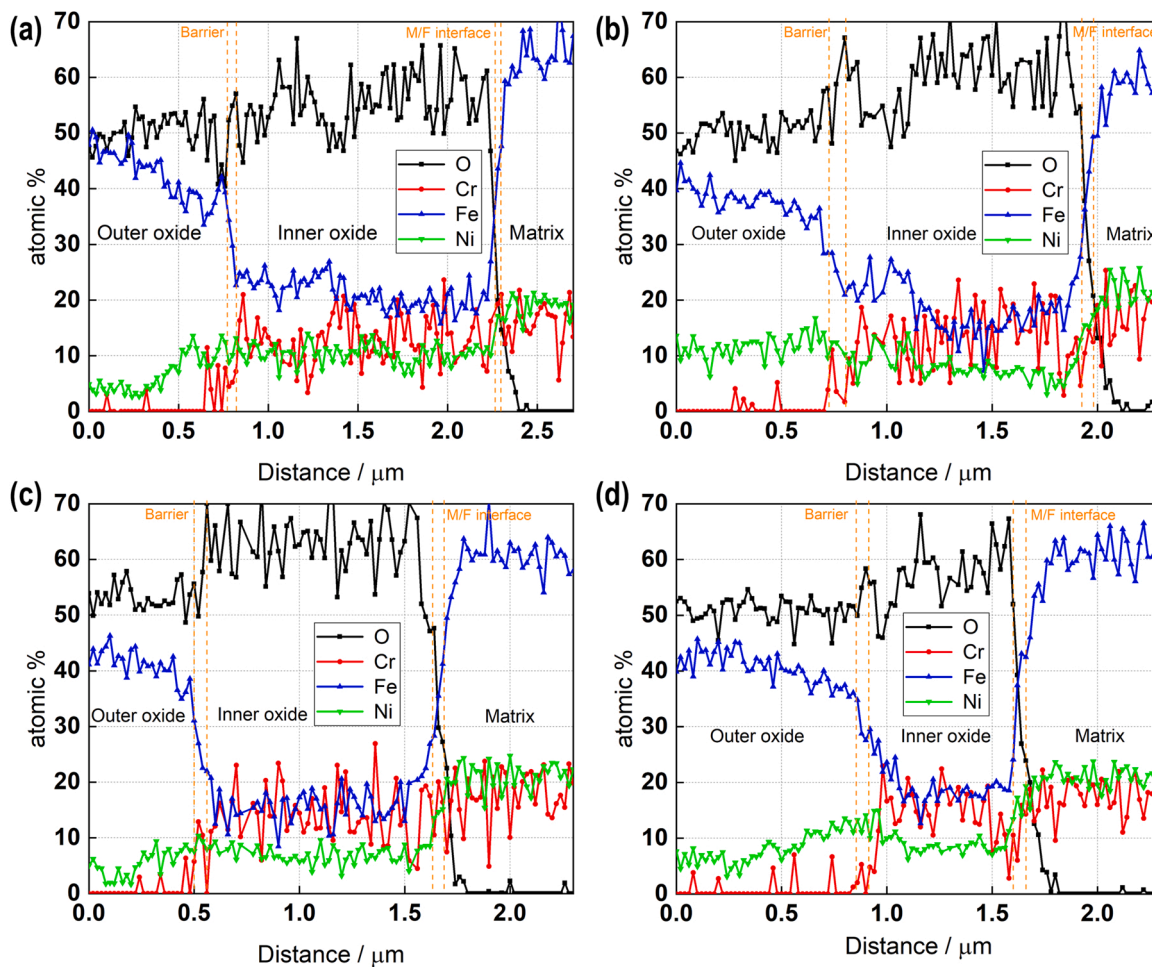 (a)
70
60
50
40
30
20
10
0
atomic %
Barrier
M/F interface
O
Cr
Fe
Ni
Outer oxide
Inner oxide
Matrix
0.0 0.5 1.0 1.5 2.0 2.5
Distance / μm
(b)
70
60
50
40
30
20
10
0
atomic %
Barrier
M/F interface
O
Cr
Fe
Ni
Outer oxide
Inner oxide
Matrix
0.0 0.5 1.0 1.5 2.0
Distance / μm
(c)
70
60
50
40
30
20
10
0
atomic %
Barrier
M/F interface
O
Cr
Fe
Ni
Outer oxide
Inner oxide
Matrix
0.0 0.5 1.0 1.5 2.0
Distance / μm
(d)
70
60
50
40
30
20
10
0
atomic %
Barrier
M/F interface
O
Cr
Fe
Ni
Outer oxide
Inner oxide
Matrix
0.0 0.5 1.0 1.5 2.0
Distance / μm